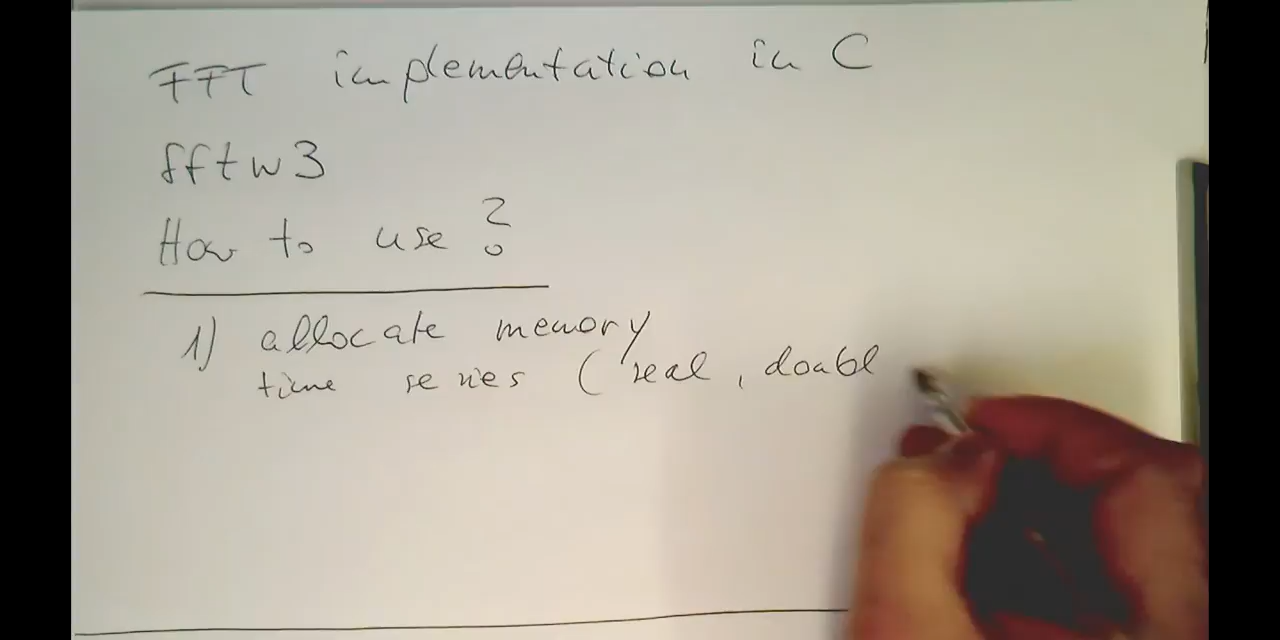 FFT implementation in C
fftw3
How to use ?
1) allocate memory
time series (real, doubl